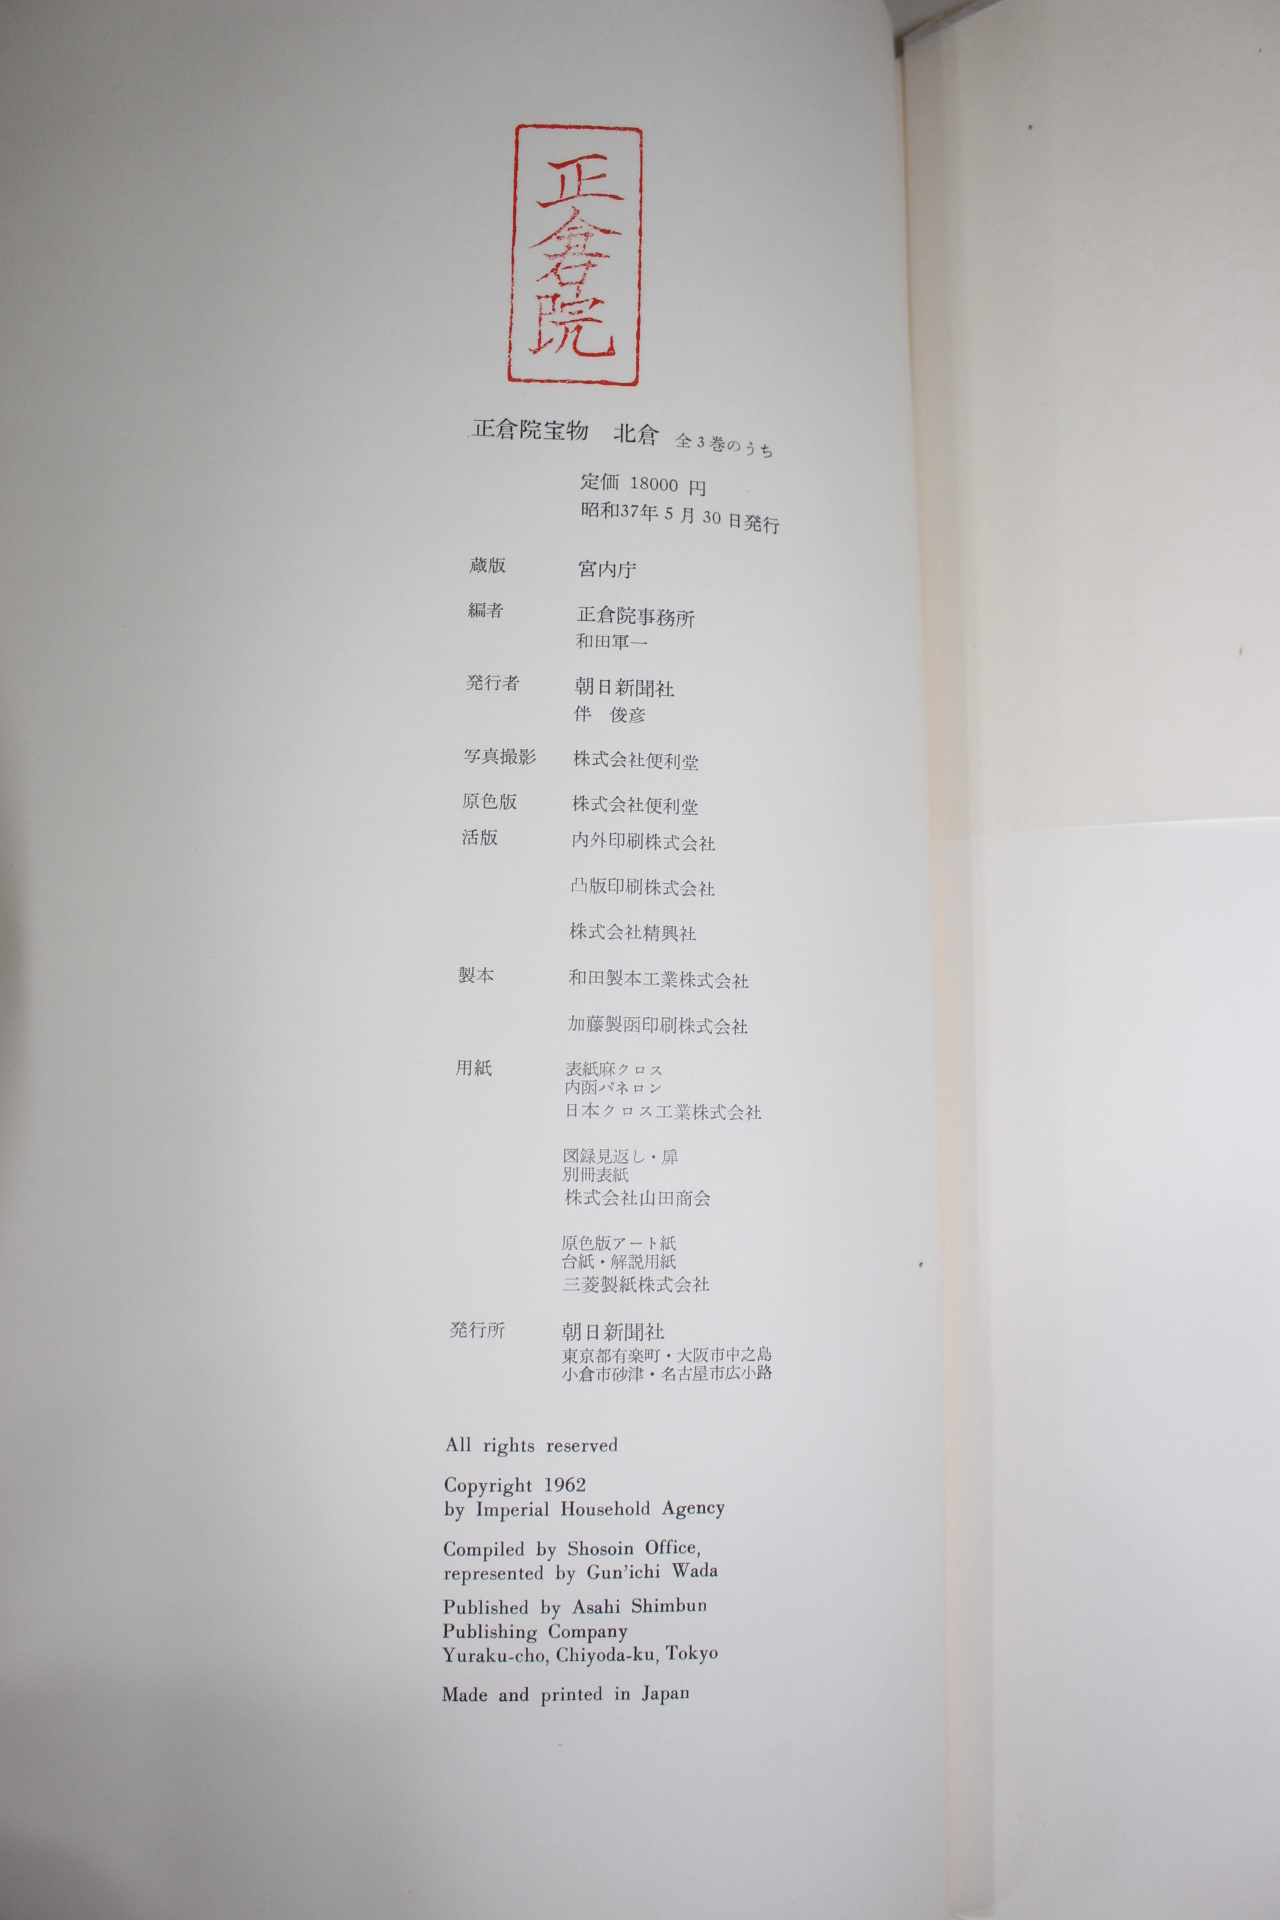 正倉院
正倉院宝物　北倉　全3巻のうち
定価 18000 円
昭和37年5月30日発行
蔵版　宮内庁
編者　正倉院事務所
和田軍一
発行者　朝日新聞社
伴　俊彦
写真撮影　株式会社便利堂
原色版　株式会社便利堂
活版　内外印刷株式会社
凸版印刷株式会社
株式会社精興社
製本　和田製本工業株式会社
加藤製函印刷株式会社
用紙　表紙麻クロス
内函パネロン
日本クロス工業株式会社
図録見返し・扉
別冊表紙
株式会社山田商会
原色版アート紙
台紙・解説用紙
三菱製紙株式会社
発行所　朝日新聞社
東京都有楽町・大阪市中之島
小倉市砂津・名古屋市広小路
All rights reserved
Copyright 1962
by Imperial Household Agency
Compiled by Shosoin Office,
represented by Gun'ichi Wada
Published by Asahi Shimbun
Publishing Company
Yuraku-cho, Chiyoda-ku, Tokyo
Made and printed in Japan